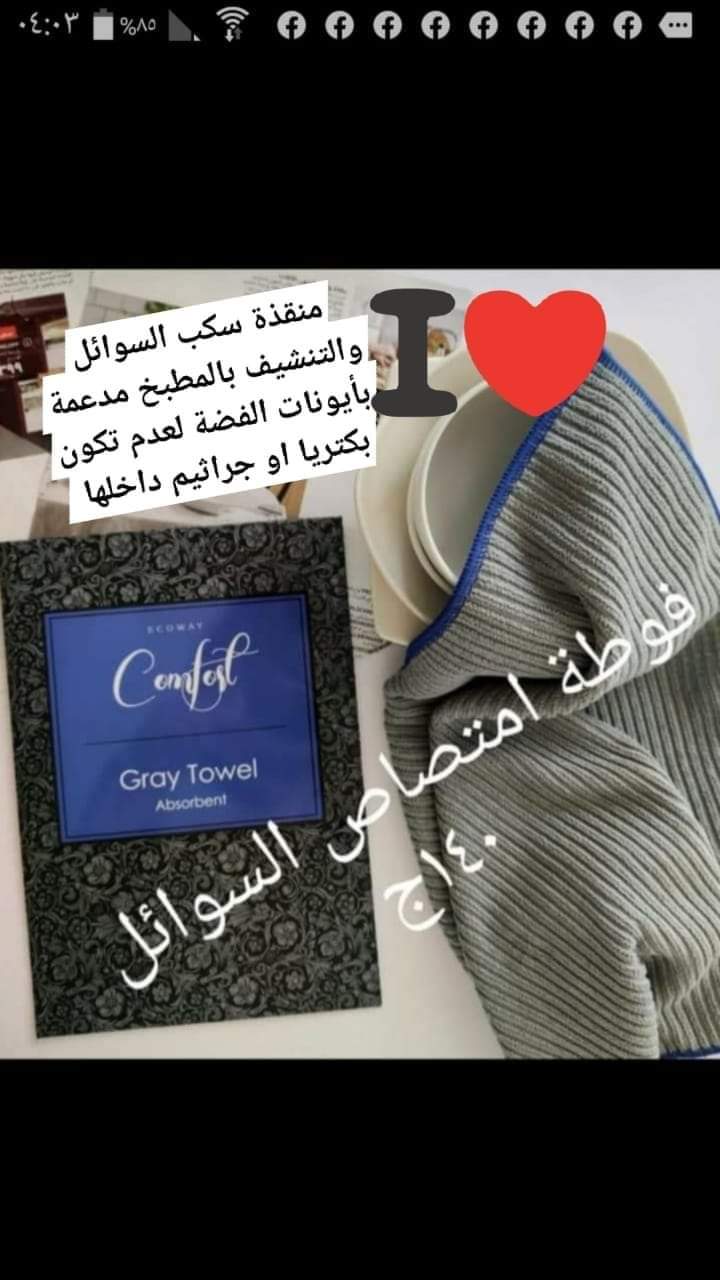 ٠٤:٠٣
%٨٥
منقذة سكب السوائل
والتنشيف بالمطبخ مدعمة
بأيونات الفضة لعدم تكون
بكتريا او جراثيم داخلها
I
ECOWAY
Comfort
Gray Towel
Absorbent
فوطة امتصاص السوائل
١٤٠ج